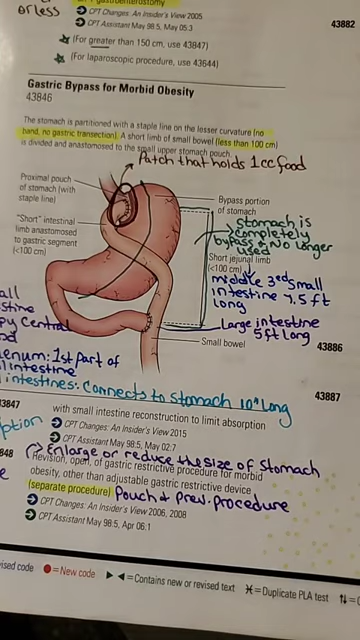 gastroenterostomy
or less
CPT Changes: An Insider's View 2005
CPT Assistant May 98.5, May 05:3
43882
(For greater than 150 cm, use 43847)
(For laparoscopic procedure, use 43644)
Gastric Bypass for Morbid Obesity
43846
The stomach is partitioned with a staple line on the lesser curvature (no
band, no gastric transection). A short limb of small bowel (less than 100 cm)
is divided and anastomosed to the small upper stomach pouch.
Patch that holds 1cc food
Proximal pouch
of stomach (with
staple line)
Bypass portion
of stomach
"Short" intestinal
limb anastomosed
to gastric segment
(<100 cm)
Stomach is
completely
bypass & No longer
used
Short jejunal limb
(<100 cm)
middle 3rd small
intestine 7.5 ft
long
large intestine
5ft long
Small bowel
43886
1st part of
intestine
intestines: Connects to stomach 10" long
43887
43847
with small intestine reconstruction to limit absorption
CPT Changes: An Insider's View 2015
CPT Assistant May 98.5, May 02:7
Enlarge or reduce the size of Stomach
848
Revision, open, of gastric restrictive procedure for morbid
obesity, other than adjustable gastric restrictive device
(separate procedure) Pouch & prev. procedure
CPT Changes: An Insider's View 2006, 2008
CPT Assistant May 98.5, Apr 06:1
ised code ●=New code ▶ ◀=Contains new or revised text ⋊=Duplicate PLA test ⇅=